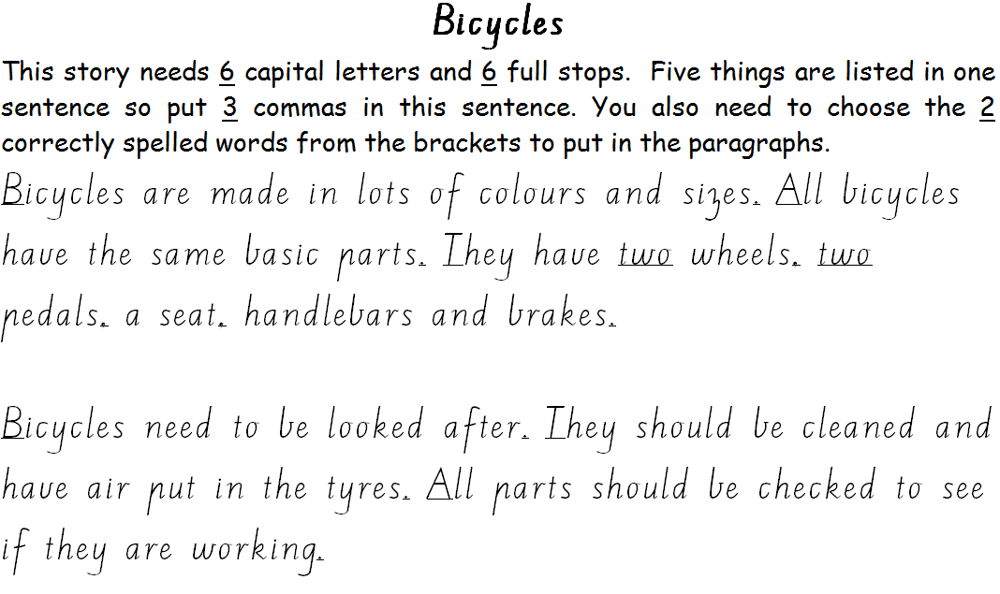 Bicycles
This story needs 6 capital letters and 6 full stops. Five things are listed in one
sentence so put 3 commas in this sentence. You also need to choose the 2
correctly spelled words from the brackets to put in the paragraphs.
Bicycles are made in lots of colours and sizes. All bicycles
have the same basic parts. They have two wheels, two
pedals, a seat, handlebars and brakes.
Bicycles need to be looked after. They should be cleaned and
have air put in the tyres. All parts should be checked to see
if they are working.